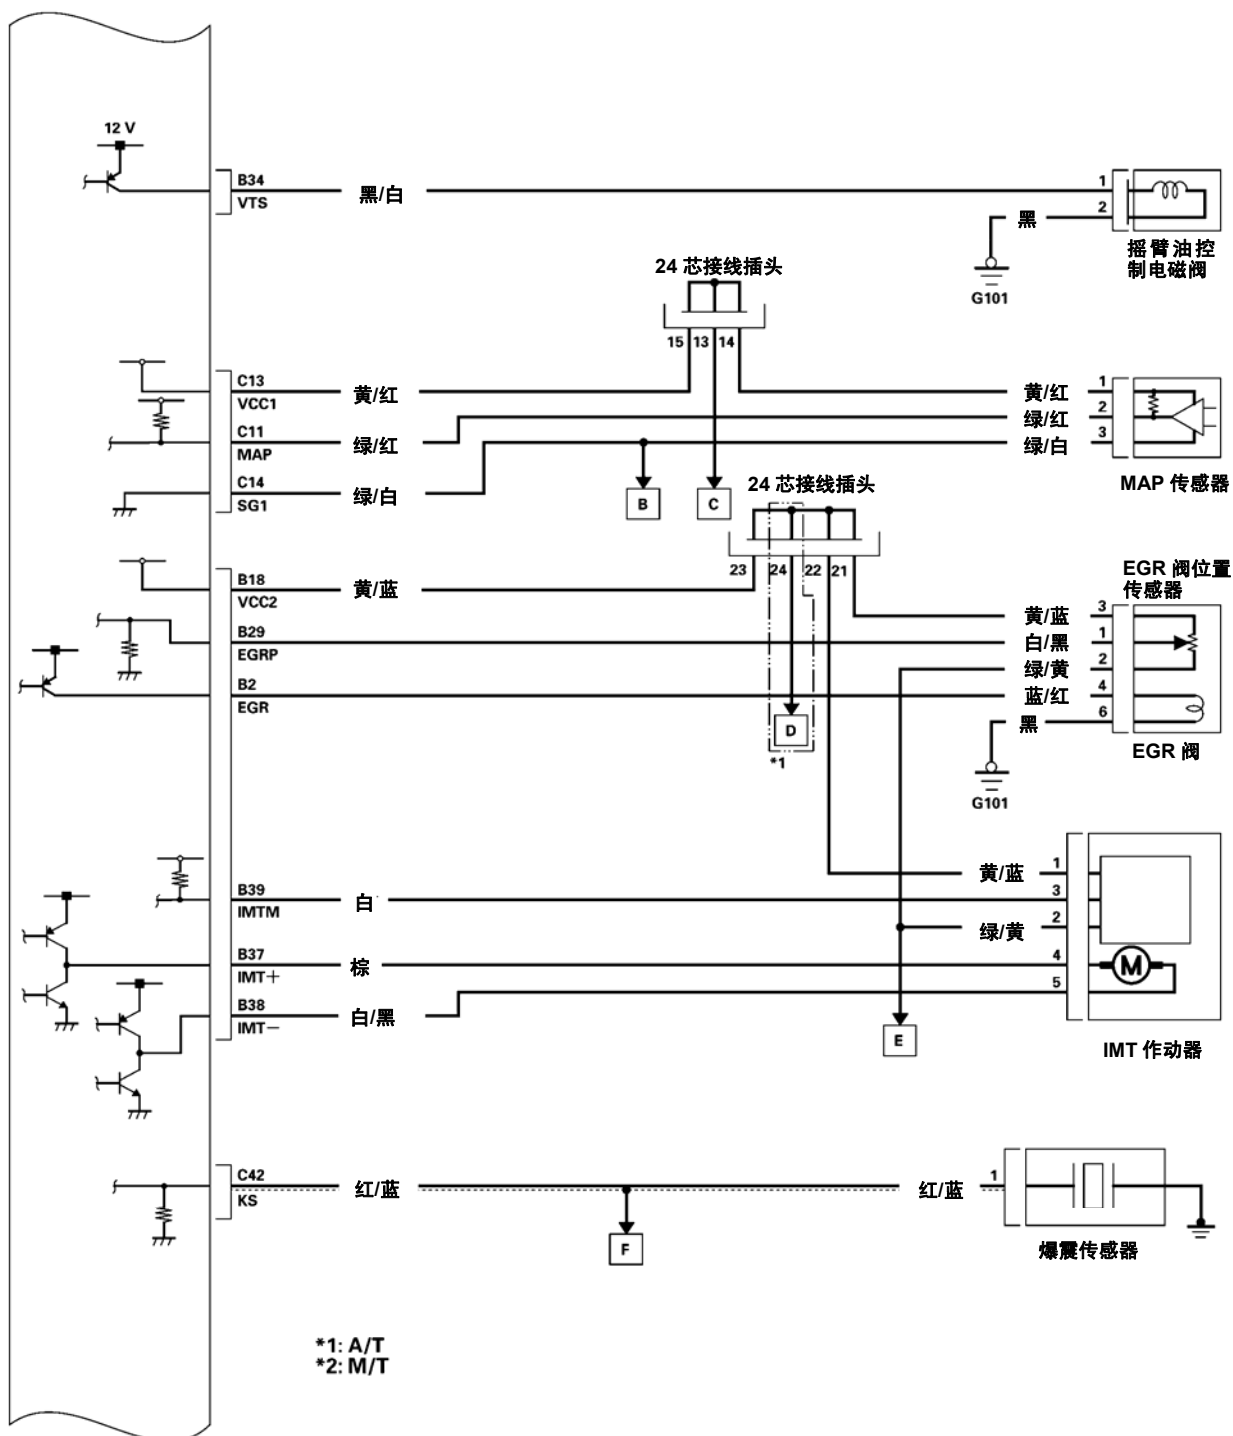 12 V
B34
VTS
黑/白
1
2
黑
G101
摇臂油控
制电磁阀
24 芯接线插头
15 13 14
C13
VCC1
黄/红
黄/红
1
C11
MAP
绿/红
绿/红
2
C14
SG1
绿/白
绿/白
3
MAP 传感器
B
C
24 芯接线插头
23 24 22 21
B18
VCC2
黄/蓝
EGR 阀位置
传感器
黄/蓝
3
B29
EGRP
白/黑
1
绿/黄
2
B2
EGR
蓝/红
4
黑
6
EGR 阀
G101
D
*1
黄/蓝
1
B39
IMTM
白
3
绿/黄
2
B37
IMT+
棕
4
M
B38
IMT−
白/黑
5
E
IMT 作动器
C42
KS
红/蓝
红/蓝
1
F
爆震传感器
*1: A/T
*2: M/T